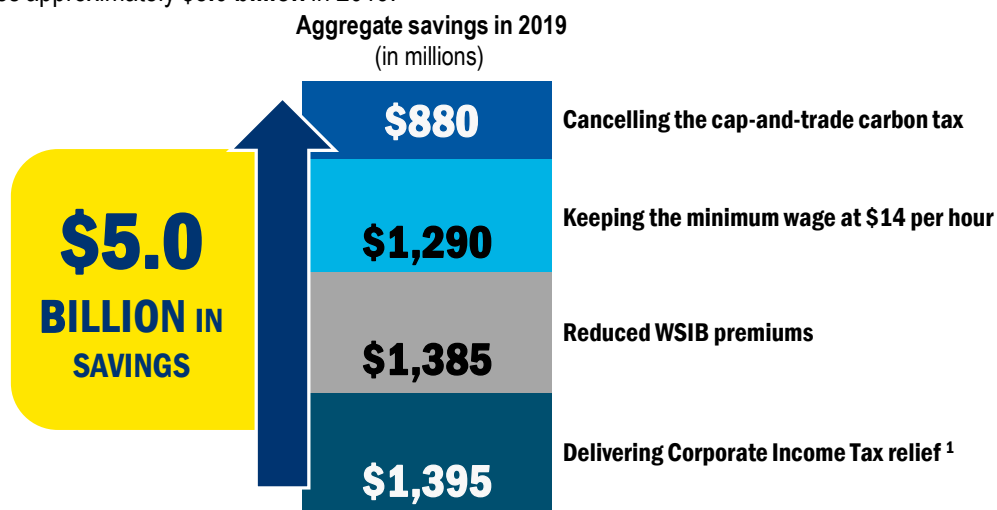 Aggregate savings in 2019
(in millions)
$880
Cancelling the cap-and-trade carbon tax
$5.0
BILLION IN
SAVINGS
$1,290
Keeping the minimum wage at $14 per hour
$1,385
Reduced WSIB premiums
$1,395
Delivering Corporate Income Tax relief ¹